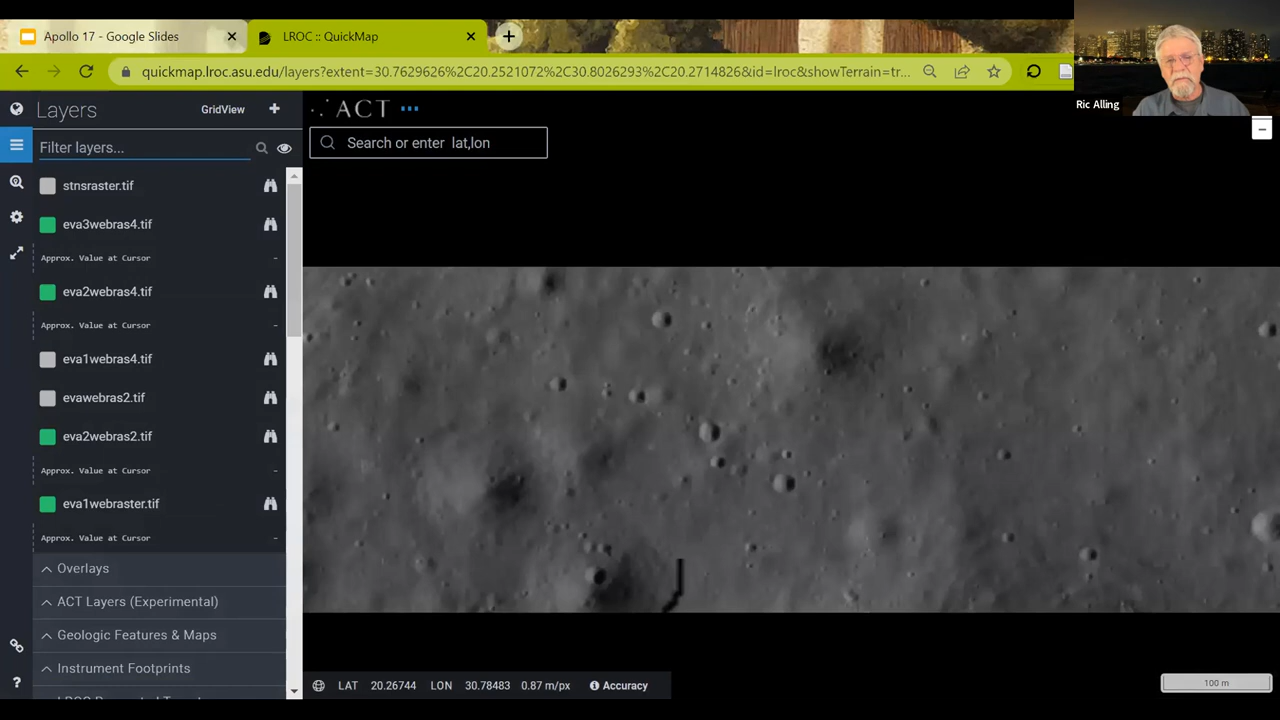 Apollo 17 - Google Slides
LROC :: QuickMap
quickmap.lroc.asu.edu/layers?extent=30.7629626%2C20.2521072%2C30.8026293%2C20.2714826&id=lroc&showTerrain=tr...
Ric Alling
Layers
GridView
ACT
Filter layers...
Search or enter lat,lon
stnsraster.tif
eva3webras4.tif
Approx. Value at Cursor -
eva2webras4.tif
Approx. Value at Cursor -
eva1webras4.tif
evawebras2.tif
eva2webras2.tif
Approx. Value at Cursor -
eva1webraster.tif
Approx. Value at Cursor -
Overlays
ACT Layers (Experimental)
Geologic Features & Maps
Instrument Footprints
LAT 20.26744 LON 30.78483 0.87 m/px Accuracy
100 m